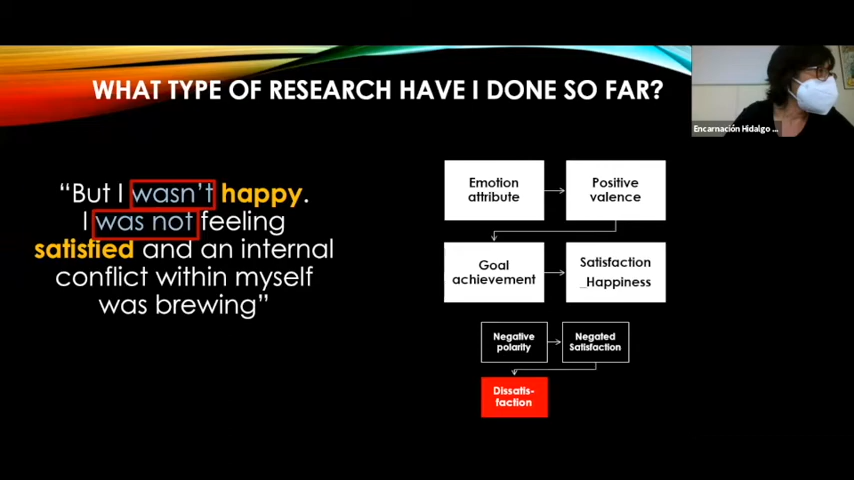 WHAT TYPE OF RESEARCH HAVE I DONE SO FAR?
Encarnación Hidalgo ...
“But I wasn’t happy.
I was not feeling
satisfied and an internal
conflict within myself
was brewing”
Emotion
attribute
Positive
valence
Goal
achievement
Satisfaction
_Happiness
Negative
polarity
Negated
Satisfaction
Dissatis-
faction